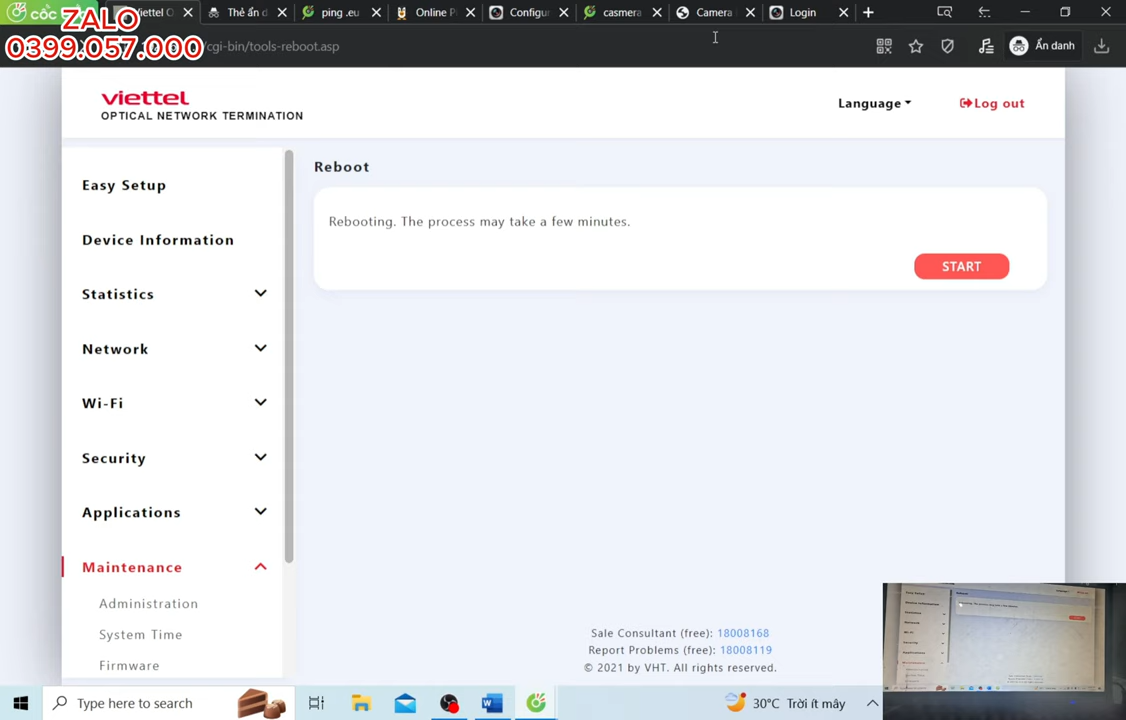 cốc
ZALO
0399.057.000
Thẻ ẩn d
ping .eu
Online P
Configu
casmera
Camera
Login
/cgi-bin/tools-reboot.asp
Ẩn danh
viettel
OPTICAL NETWORK TERMINATION
Language
Log out
Easy Setup
Device Information
Statistics
Network
Wi-Fi
Security
Applications
Maintenance
Administration
System Time
Firmware
Reboot
Rebooting. The process may take a few minutes.
START
Sale Consultant (free): 18008168
Report Problems (free): 18008119
© 2021 by VHT. All rights reserved.
Type here to search
30°C Trời ít mây